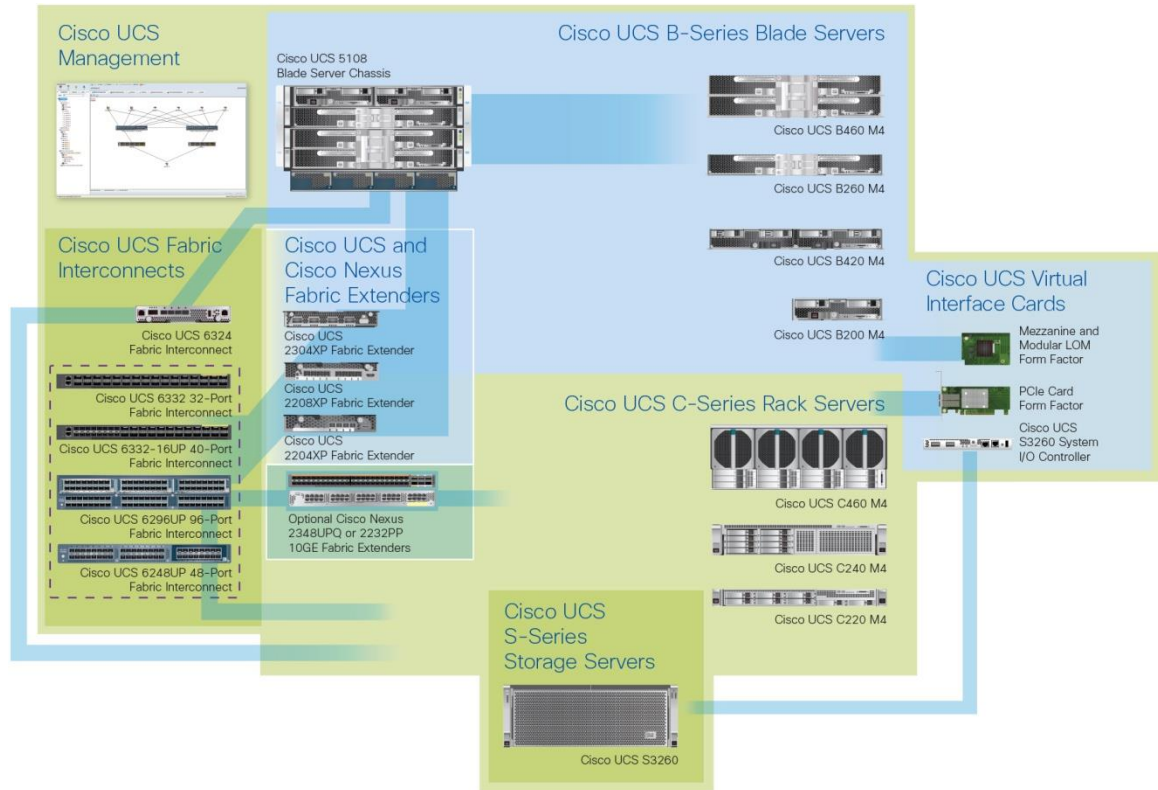 Cisco UCS
Management
Cisco UCS B-Series Blade Servers
Cisco UCS 5108
Blade Server Chassis
Cisco UCS B460 M4
Cisco UCS B260 M4
Cisco UCS B420 M4
Cisco UCS B200 M4
Cisco UCS Fabric
Interconnects
Cisco UCS 6324
Fabric Interconnect
Cisco UCS 6332 32-Port
Fabric Interconnect
Cisco UCS 6332-16UP 40-Port
Fabric Interconnect
Cisco UCS 6296UP 96-Port
Fabric Interconnect
Cisco UCS 6248UP 48-Port
Fabric Interconnect
Cisco UCS and
Cisco Nexus
Fabric Extenders
Cisco UCS
2304XP Fabric Extender
Cisco UCS
2208XP Fabric Extender
Cisco UCS
2204XP Fabric Extender
Optional Cisco Nexus
2348UPQ or 2232PP
10GE Fabric Extenders
Cisco UCS Virtual
Interface Cards
Mezzanine and
Modular LOM
Form Factor
PCIe Card
Form Factor
Cisco UCS
S3260 System
I/O Controller
Cisco UCS C-Series Rack Servers
Cisco UCS C460 M4
Cisco UCS C240 M4
Cisco UCS C220 M4
Cisco UCS
S-Series
Storage Servers
Cisco UCS S3260